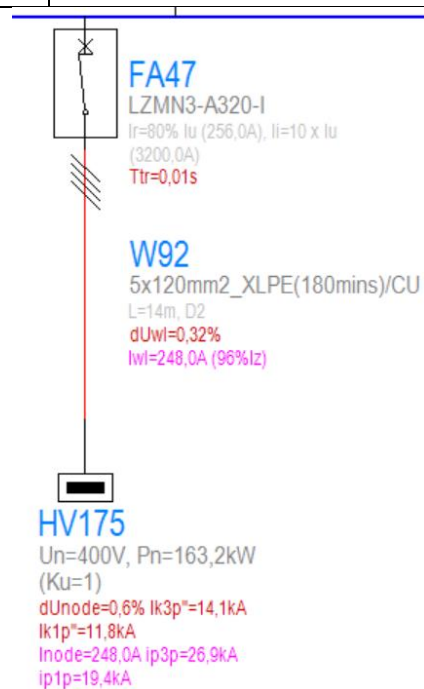 FA47
LZMN3-A320-I
Ir=80% Iu (256,0A), Ii=10 x Iu
(3200,0A)
Ttr=0,01s
W92
5x120mm2_XLPE(180mins)/CU
L=14m, D2
dUwl=0,32%
Iwl=248,0A (96%Iz)
HV175
Un=400V, Pn=163,2kW
(Ku=1)
dUnode=0,6% Ik3p"=14,1kA
Ik1p"=11,8kA
Inode=248,0A ip3p=26,9kA
ip1p=19,4kA